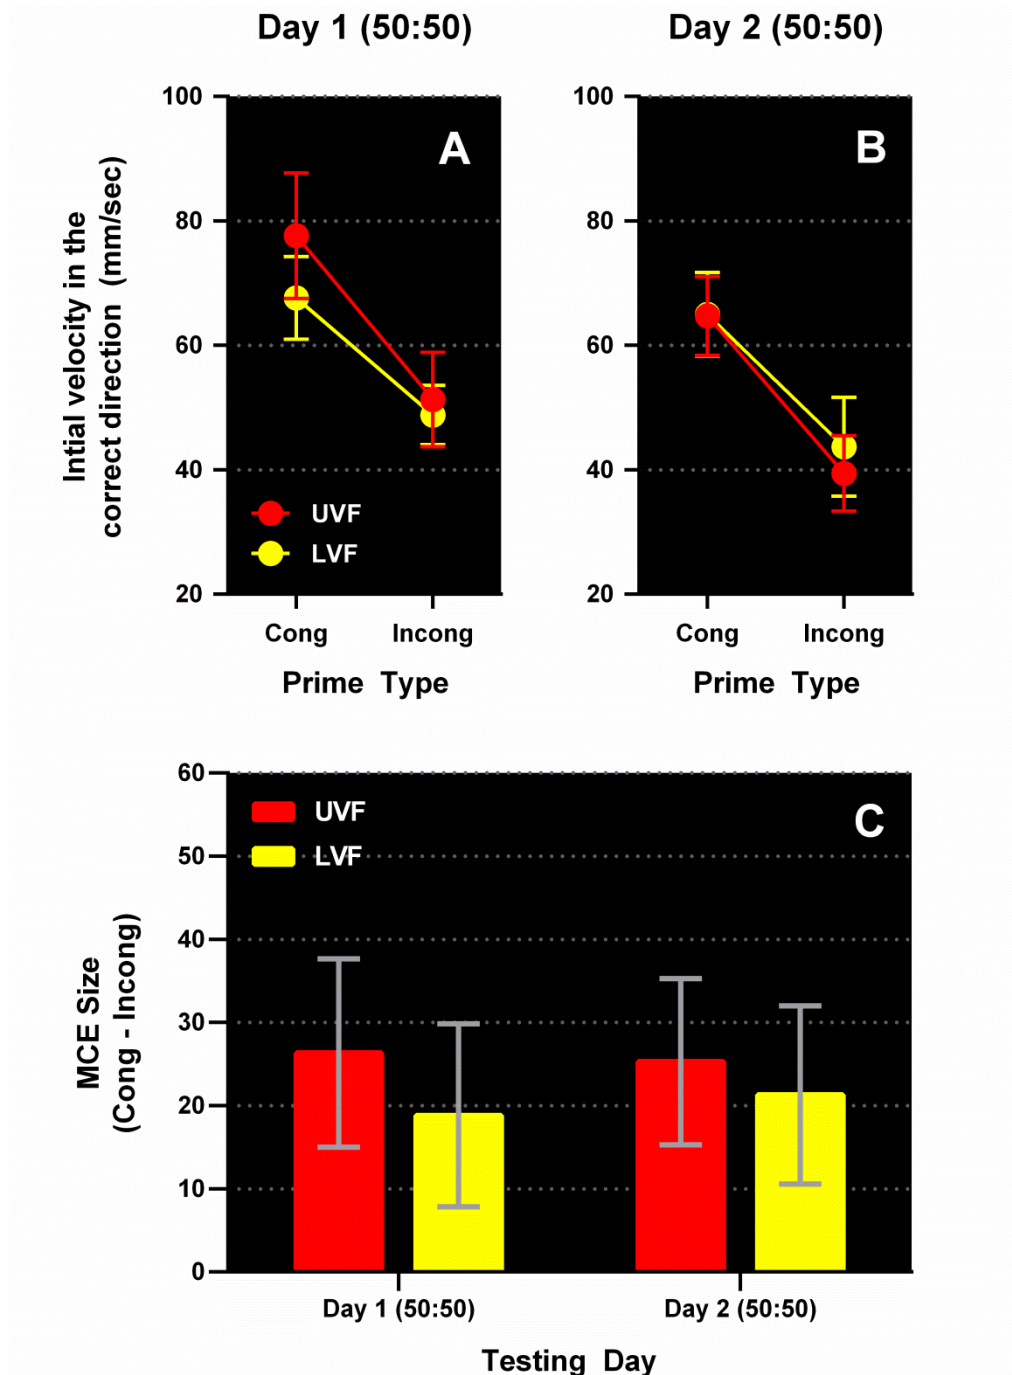 Day 1 (50:50)
Day 2 (50:50)
Intial velocity in the
correct direction (mm/sec)
100
80
60
40
20
A
UVF
LVF
Cong
Incong
Prime Type
100
80
60
40
20
B
Cong
Incong
Prime Type
MCE Size
(Cong - Incong)
60
50
40
30
20
10
0
UVF
LVF
C
Day 1 (50:50)
Day 2 (50:50)
Testing Day